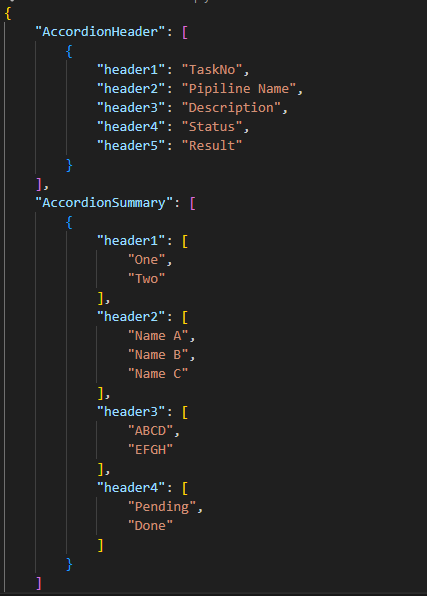 {
"AccordionHeader": [
{
"header1": "TaskNo",
"header2": "Pipiline Name",
"header3": "Description",
"header4": "Status",
"header5": "Result"
}
],
"AccordionSummary": [
{
"header1": [
"One",
"Two"
],
"header2": [
"Name A",
"Name B",
"Name C"
],
"header3": [
"ABCD",
"EFGH"
],
"header4": [
"Pending",
"Done"
]
}
]